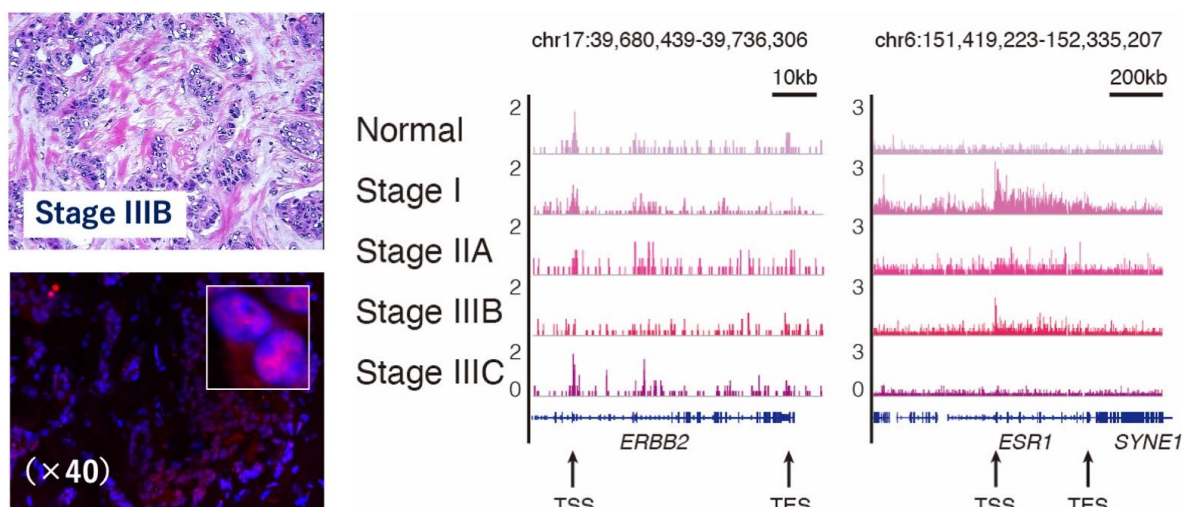 Stage IIIB
(×40)
chr17:39,680,439-39,736,306
chr6:151,419,223-152,335,207
10kb
200kb
Normal
2
3
Stage I
2
3
Stage IIA
2
3
Stage IIIB
2
3
Stage IIIC
2
0
3
0
ERBB2
ESR1
SYNE1
TSS
TES
TSS
TES